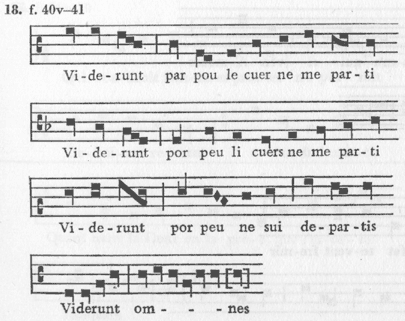 18. f. 40v–41
Vi-de-runt par pou le cuer ne me par-ti
Vi-de-runt por peu li cuers ne me par-ti
Vi-de-runt por peu ne sui de-par-tis
Viderunt om - - - nes